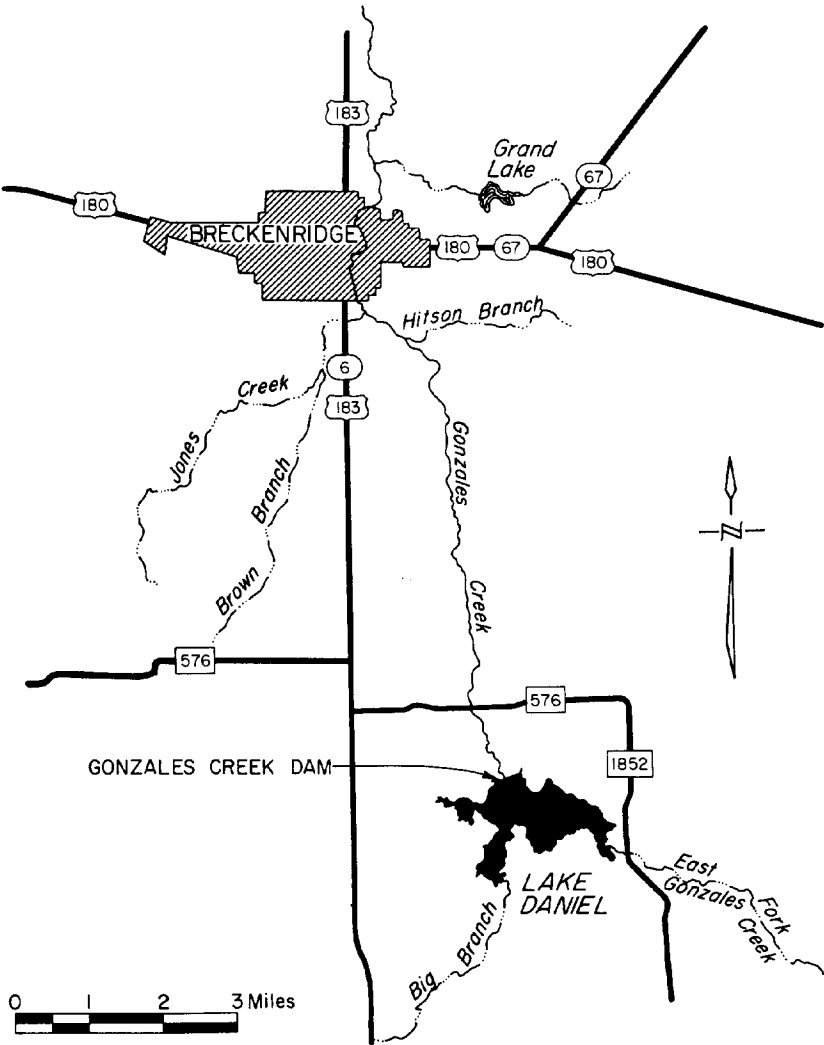 183
Grand
Lake
67
180
BRECKENRIDGE
180
67
180
Hitson Branch
6
183
Jones Creek
Gonzales Creek
Brown Branch
N
576
576
GONZALES CREEK DAM
1852
LAKE
DANIEL
East Fork
Gonzales Creek
Big Branch
0 1 2 3 Miles